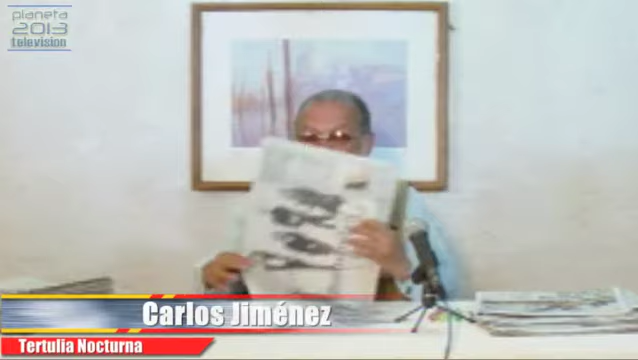 planeta
2013
television
Carlos Jiménez
Tertulia Nocturna